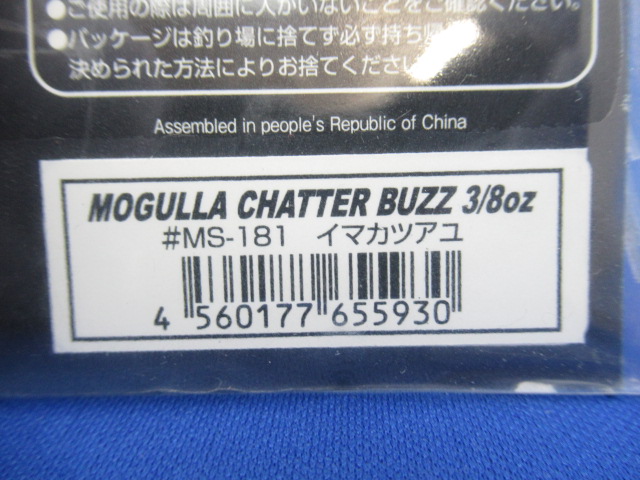 ●ご使用の際は周囲に人がいないことをご確認ください。
●パッケージは釣り場に捨てず必ず持ち帰
決められた方法によりお捨てください。
Assembled in people's Republic of China
MOGULLA CHATTER BUZZ 3/8oz
#MS-181 イマカツアユ
4 560177 655930